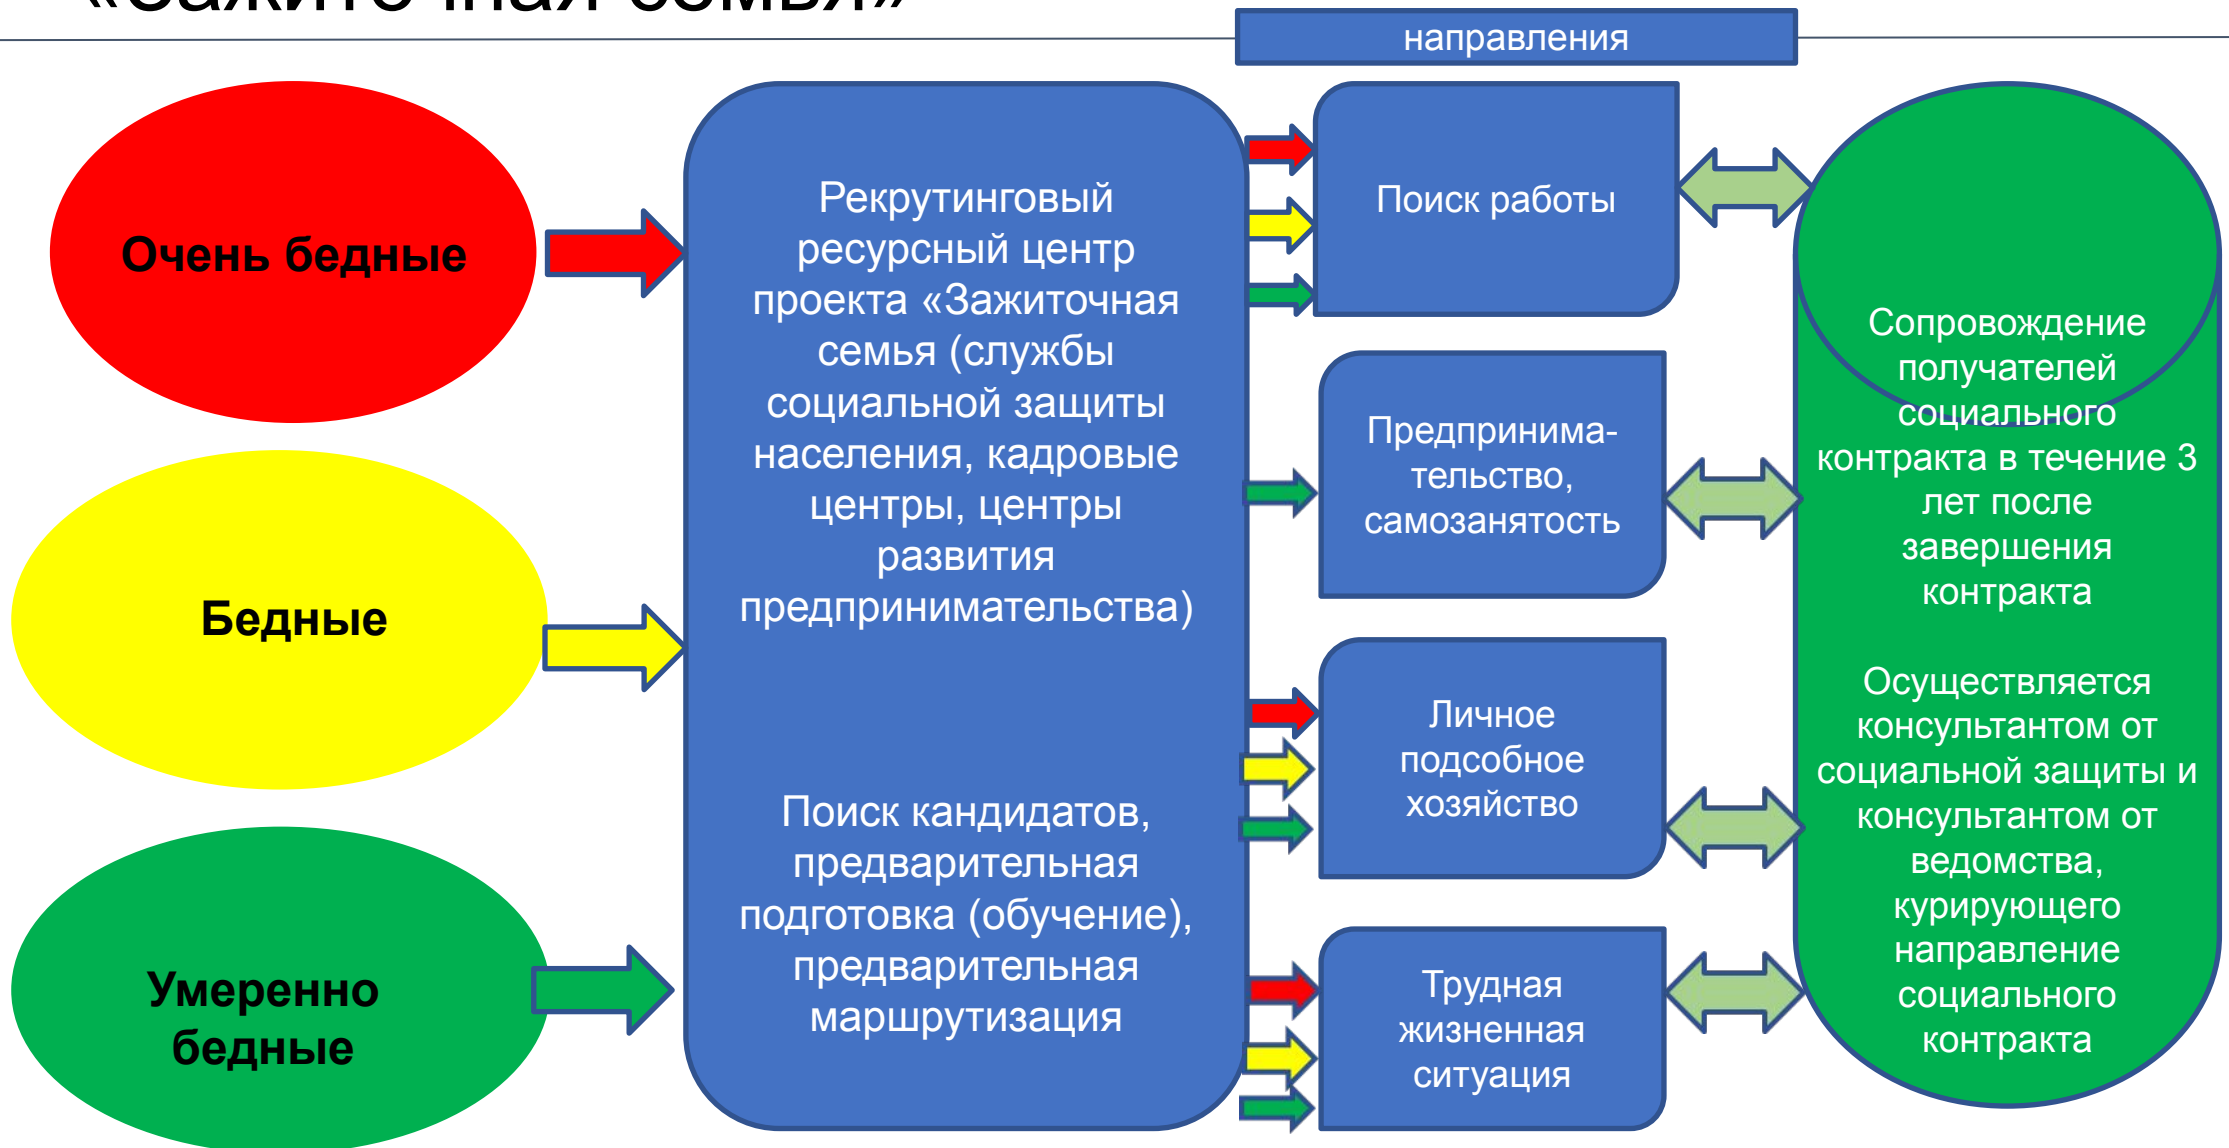 «Зажиточная семья»
направления
Очень бедные
Бедные
Умеренно
бедные
Рекрутинговый
ресурсный центр
проекта «Зажиточная
семья (службы
социальной защиты
населения, кадровые
центры, центры
развития
предпринимательства)
Поиск кандидатов,
предварительная
подготовка (обучение),
предварительная
маршрутизация
Поиск работы
Предпринима-
тельство,
самозанятость
Личное
подсобное
хозяйство
Трудная
жизненная
ситуация
Сопровождение
получателей
социального
контракта в течение 3
лет после
завершения
контракта
Осуществляется
консультантом от
социальной защиты и
консультантом от
ведомства,
курирующего
направление
социального
контракта